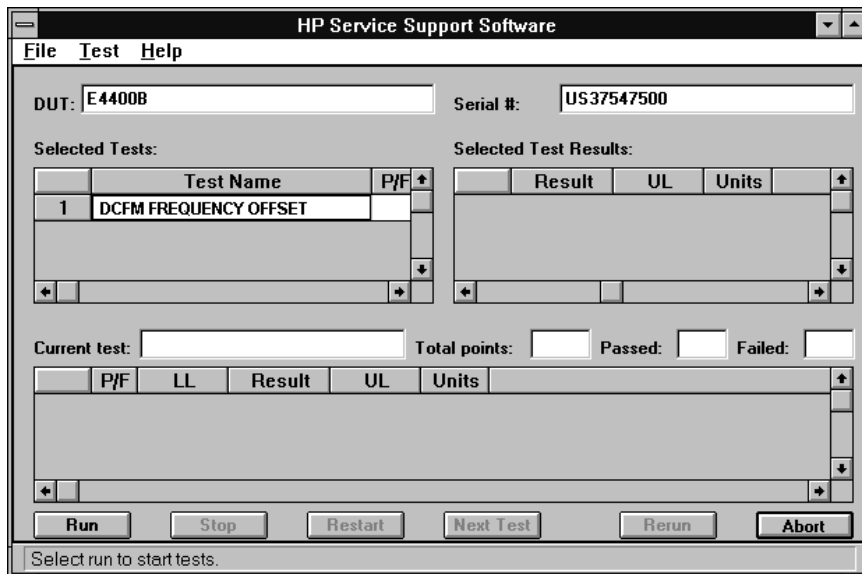 HP Service Support Software
File Test Help
DUT: E4400B Serial #: US37547500
Selected Tests: Selected Test Results:
Test Name P/F Result UL Units
1 DCFM FREQUENCY OFFSET
Current test: Total points: Passed: Failed:
P/F LL Result UL Units
Run Stop Restart Next Test Rerun Abort
Select run to start tests.